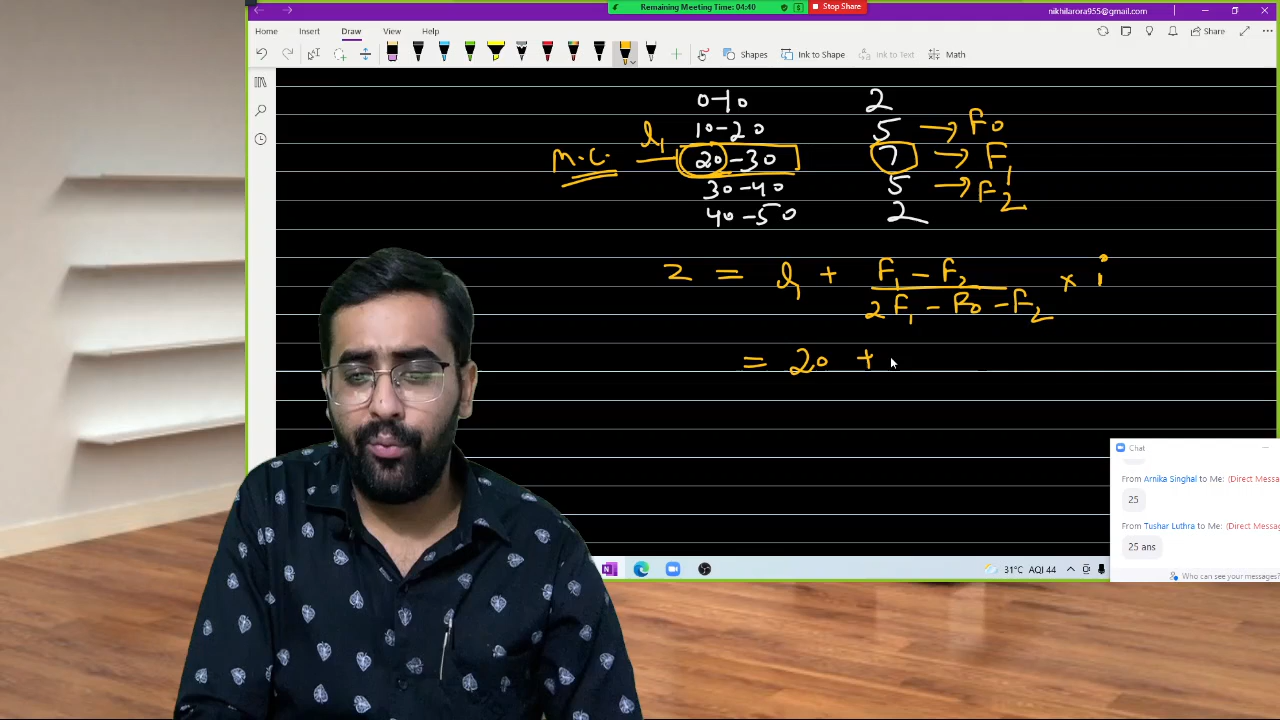 Remaining Meeting Time: 04:40
Stop Share
nikhilarora955@gmail.com
Home Insert Draw View Help
Share
Shapes Ink to Shape Ink to Text Math
0-10 2
10-20 5 → F0
M.C. l1 20-30 7 → F1
30-40 5 → F2
40-50 2
Z = l1 + F1 - F2 / 2F1 - F0 - F2 × i
= 20 +
Chat
From Arnika Singhal to Me: (Direct Messa
25
From Tushar Luthra to Me: (Direct Messag
25 ans
Who can see your messages?
31°C AQI 44